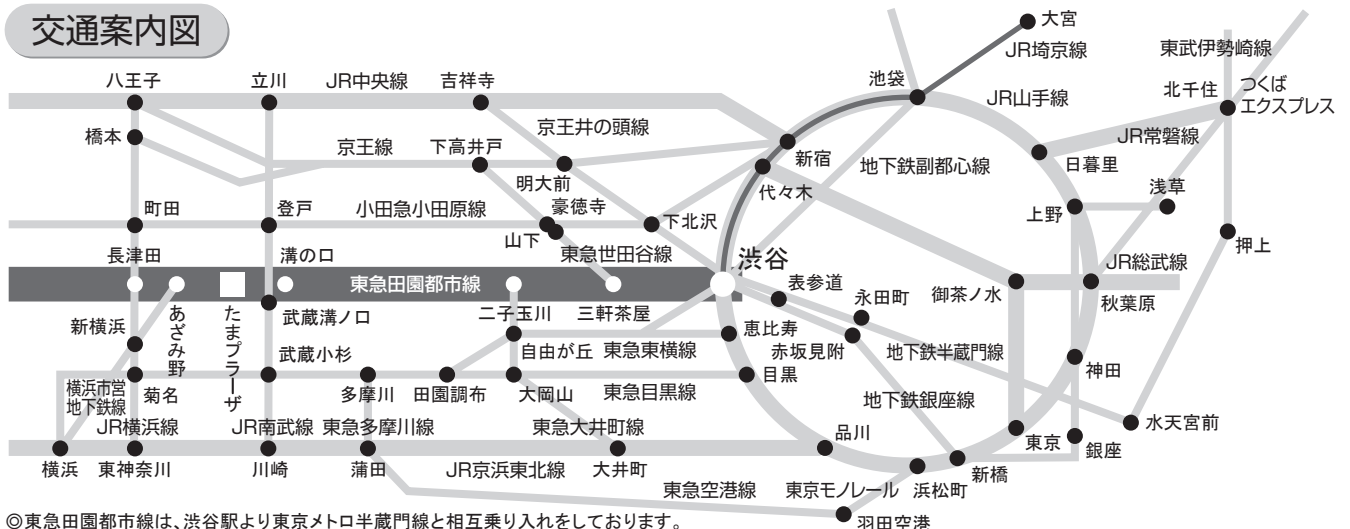 交通案内図
大宮
JR埼京線
東武伊勢崎線
八王子
立川
JR中央線
吉祥寺
池袋
JR山手線
北千住
つくば
エクスプレス
橋本
京王線
下高井戸
京王井の頭線
新宿
地下鉄副都心線
JR常磐線
日暮里
明大前
代々木
浅草
町田
登戸
小田急小田原線
豪徳寺
下北沢
上野
山下
押上
長津田
溝の口
東急世田谷線
渋谷
JR総武線
東急田園都市線
表参道
永田町
御茶ノ水
秋葉原
新横浜
あざみ野
たまプラーザ
武蔵溝ノ口
二子玉川
三軒茶屋
恵比寿
赤坂見附
地下鉄半蔵門線
武蔵小杉
自由が丘
東急東横線
目黒
神田
横浜市営
地下鉄線
菊名
多摩川
田園調布
大岡山
東急目黒線
地下鉄銀座線
水天宮前
JR横浜線
JR南武線
東急多摩川線
東急大井町線
品川
東京
銀座
横浜
東神奈川
川崎
蒲田
JR京浜東北線
大井町
新橋
東急空港線
東京モノレール
浜松町
羽田空港
◎東急田園都市線は、渋谷駅より東京メトロ半蔵門線と相互乗り入れをしております。